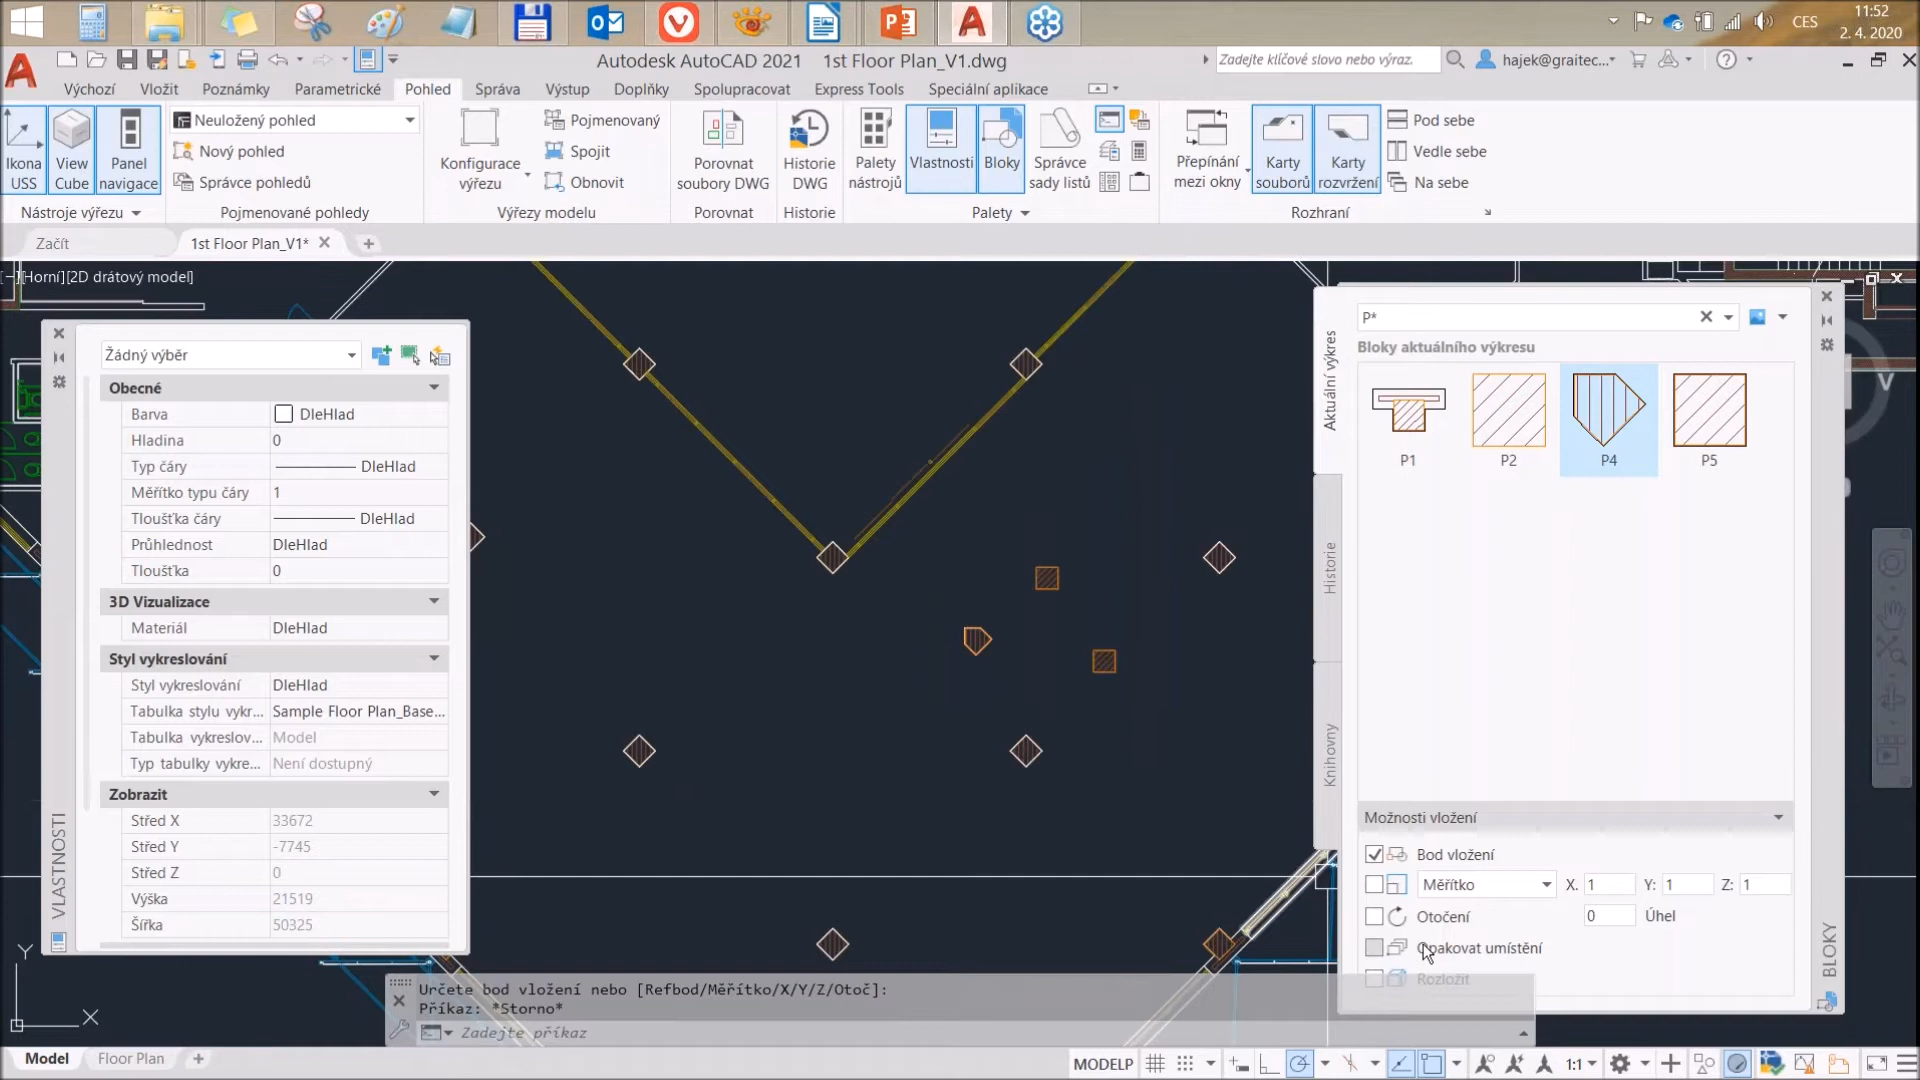 CES
11:52
2. 4. 2020
Autodesk AutoCAD 2021 1st Floor Plan_V1.dwg
Zadejte klíčové slovo nebo výraz.
hajek@graitec...
Výchozí Vložit Poznámky Parametrické Pohled Správa Výstup Doplňky Spolupracovat Express Tools Speciální aplikace
Ikona USS
View Cube
Panel navigace
Nástroje výřezu
Neuložený pohled
Nový pohled
Správce pohledů
Pojmenované pohledy
Konfigurace výřezu
Pojmenovaný
Spojit
Obnovit
Výřezy modelu
Porovnat soubory DWG
Porovnat
Historie DWG
Historie
Palety nástrojů
Vlastnosti
Bloky
Správce sady listů
Palety
Přepínání mezi okny
Karty souborů
Karty rozvržení
Pod sebe
Vedle sebe
Na sebe
Rozhraní
Začít
1st Floor Plan_V1*
[−][Horní][2D drátový model]
Žádný výběr
Obecné
Barva DleHlad
Hladina 0
Typ čáry DleHlad
Měřítko typu čáry 1
Tloušťka čáry DleHlad
Průhlednost DleHlad
Tloušťka 0
3D Vizualizace
Materiál DleHlad
Styl vykreslování
Styl vykreslování DleHlad
Tabulka stylu vykr... Sample Floor Plan_Base...
Tabulka vykreslov... Model
Typ tabulky vykre... Není dostupný
Zobrazit
Střed X 33672
Střed Y -7745
Střed Z 0
Výška 21519
Šířka 50325
VLASTNOSTI
P*
Bloky aktuálního výkresu
P1 P2 P4 P5
Aktuální výkres
Historie
Knihovny
Možnosti vložení
Bod vložení
Měřítko X. 1 Y: 1 Z: 1
Otočení 0 Úhel
Opakovat umístění
Rozložit
BLOKY
V
Y
X
Určete bod vložení nebo [Refbod/Měřítko/X/Y/Z/Otoč]:
Příkaz: *Storno*
Zadejte příkaz
Model Floor Plan
MODELP
1:1